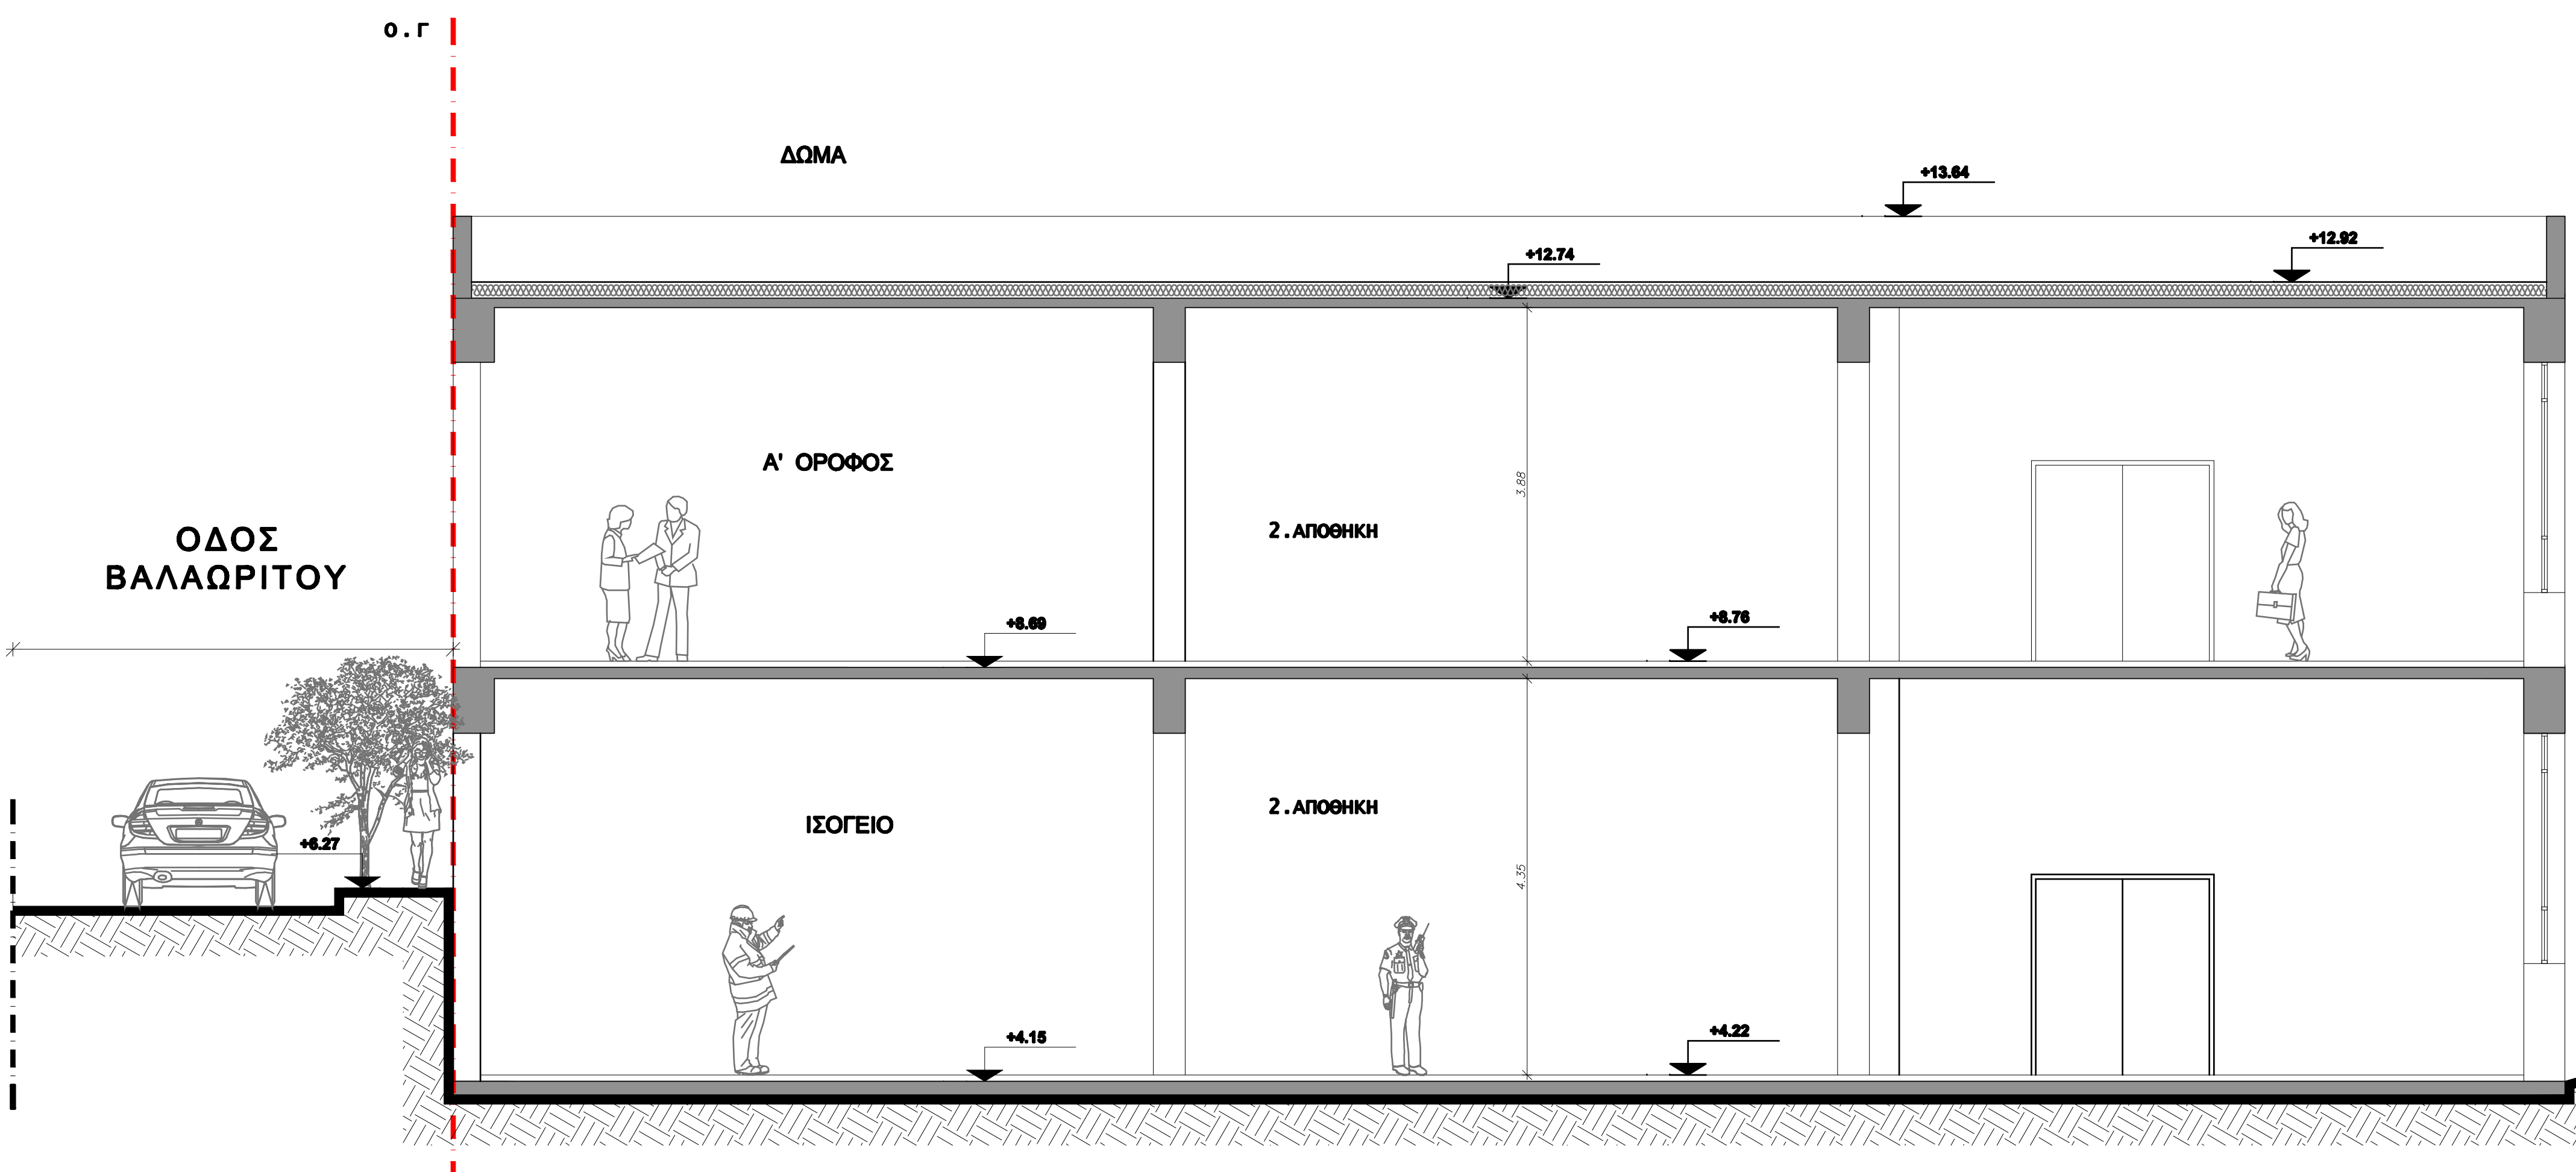 ο.Γ
ΔΩΜΑ
+13.64
+12.92
+12.74
Α' ΟΡΟΦΟΣ
3.88
ΟΔΟΣ
ΒΑΛΑΩΡΙΤΟΥ
2.ΑΠΟΘΗΚΗ
+8.69
+8.76
2.ΑΠΟΘΗΚΗ
ΙΣΟΓΕΙΟ
+6.27
4.35
+4.15
+4.22